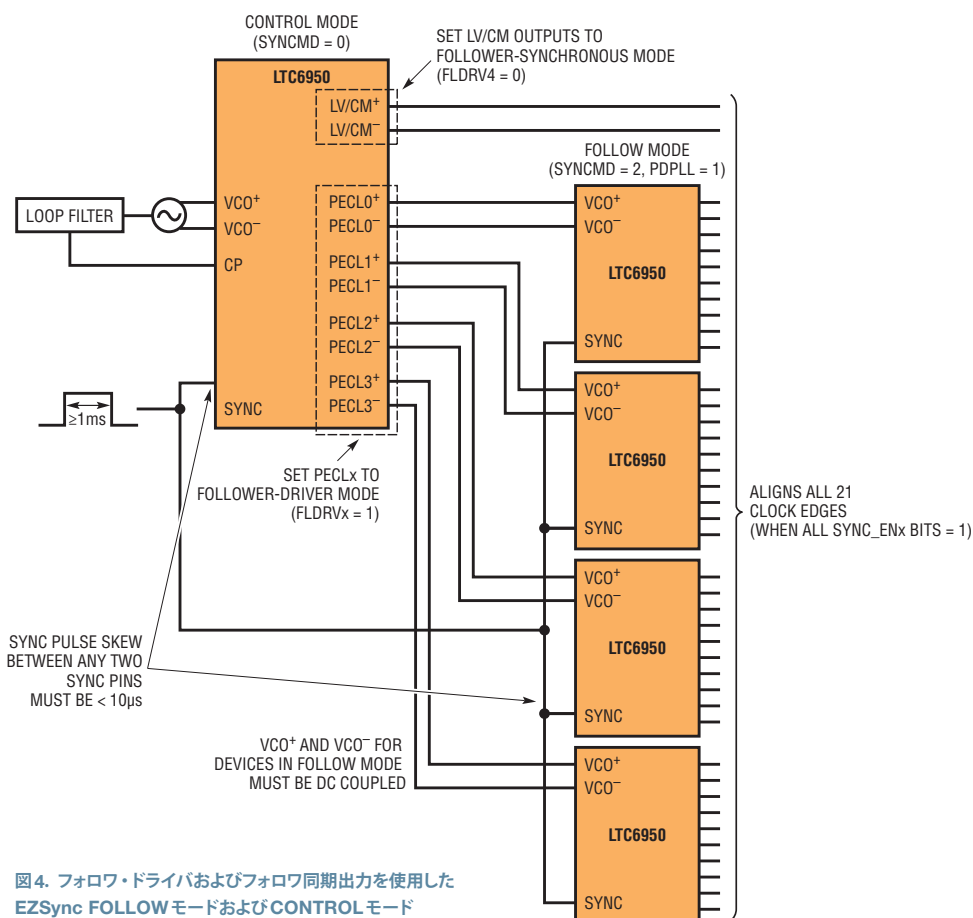 CONTROL MODE
(SYNCMD = 0)
SET LV/CM OUTPUTS TO
FOLLOWER-SYNCHRONOUS MODE
(FLDRV4 = 0)
LTC6950
LV/CM+
LV/CM–
FOLLOW MODE
(SYNCMD = 2, PDPLL = 1)
LOOP FILTER
VCO+
VCO–
CP
PECL0+
PECL0–
PECL1+
PECL1–
PECL2+
PECL2–
PECL3+
PECL3–
≥1ms
SYNC
SET PECLx TO
FOLLOWER-DRIVER MODE
(FLDRVx = 1)
VCO+
VCO–
LTC6950
SYNC
VCO+
VCO–
LTC6950
SYNC
VCO+
VCO–
LTC6950
SYNC
VCO+
VCO–
LTC6950
SYNC
ALIGNS ALL 21
CLOCK EDGES
(WHEN ALL SYNC_ENx BITS = 1)
SYNC PULSE SKEW
BETWEEN ANY TWO
SYNC PINS
MUST BE < 10µs
VCO+ AND VCO– FOR
DEVICES IN FOLLOW MODE
MUST BE DC COUPLED
図4. フォロワ・ドライバおよびフォロワ同期出力を使用した
EZSync FOLLOWモードおよびCONTROLモード